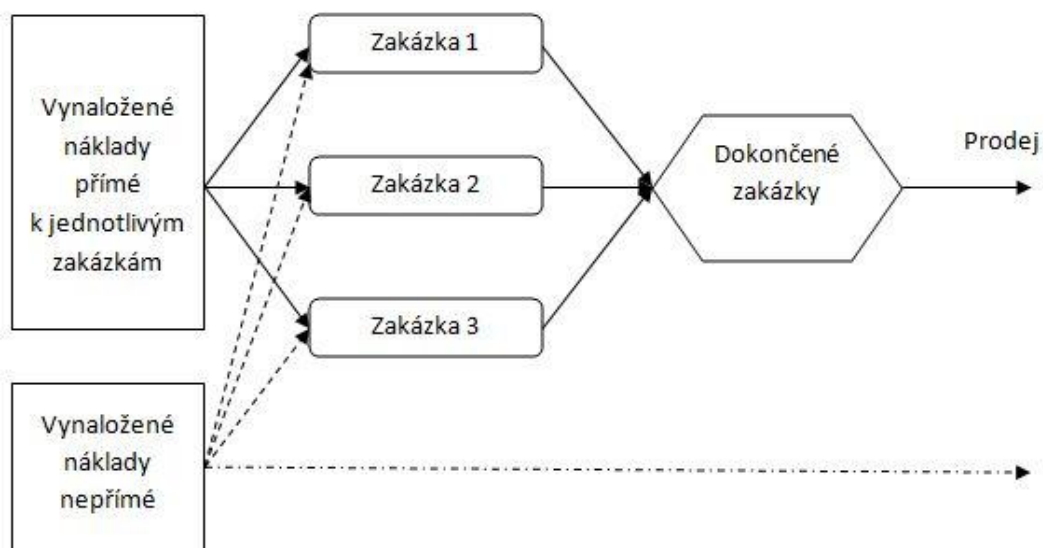 Vynaložené
náklady
přímé
k jednotlivým
zakázkám
Zakázka 1
Zakázka 2
Zakázka 3
Dokončené
zakázky
Prodej
Vynaložené
náklady
nepřímé